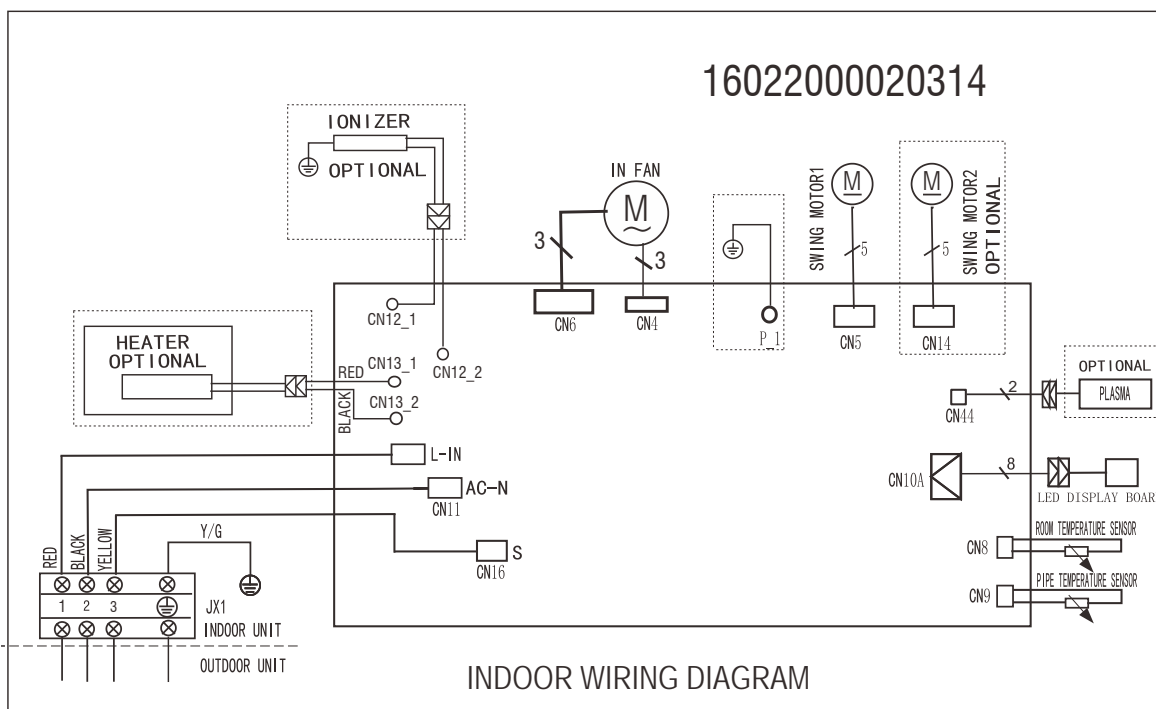 16022000020314
IONIZER
OPTIONAL
IN FAN
M
3
3
CN6
CN4
P_1
SWING MOTOR1
M
5
CN5
SWING MOTOR2
OPTIONAL
M
5
CN14
CN12_1
CN12_2
HEATER
OPTIONAL
RED
CN13_1
BLACK
CN13_2
L-IN
AC-N
CN11
S
CN16
OPTIONAL
PLASMA
2
CN44
8
CN10A
LED DISPLAY BOAR
ROOM TEMPERATURE SENSOR
CN8
PIPE TEMPERATURE SENSOR
CN9
RED
BLACK
YELLOW
Y/G
1 2 3
JX1
INDOOR UNIT
OUTDOOR UNIT
INDOOR WIRING DIAGRAM